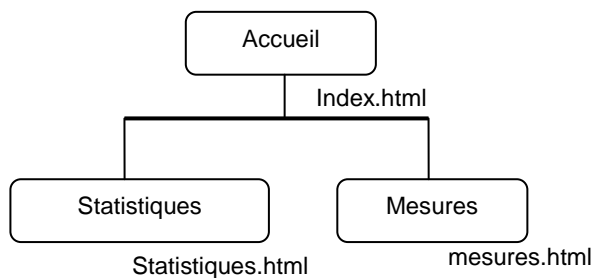 Accueil
Index.html
Statistiques
Mesures
Statistiques.html
mesures.html